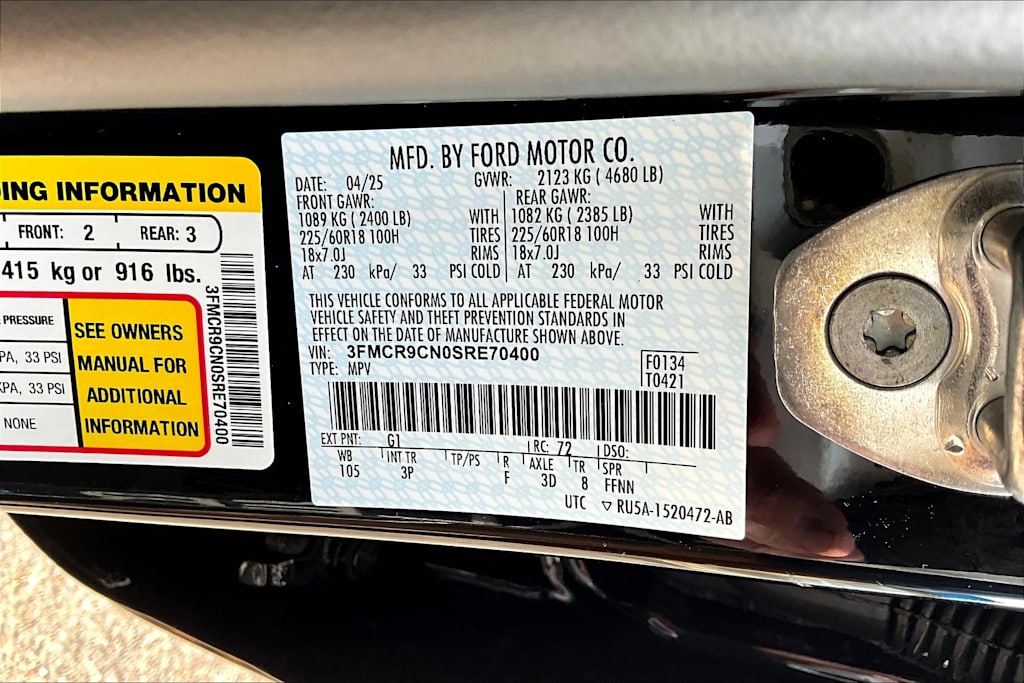 ING INFORMATION
FRONT: 2
REAR: 3
415 kg or 916 lbs.
PRESSURE
PA, 33 PSI
KPA, 33 PSI
NONE
SEE OWNERS
MANUAL FOR
ADDITIONAL
INFORMATION
3FMCR9CN0SRE70400
MFD. BY FORD MOTOR CO.
DATE: 04/25 GVWR: 2123 KG ( 4680 LB)
FRONT GAWR: REAR GAWR:
1089 KG ( 2400 LB) WITH 1082 KG ( 2385 LB) WITH
225/60R18 100H TIRES 225/60R18 100H TIRES
18x7.0J RIMS 18x7.0J RIMS
AT 230 kPa/ 33 PSI COLD AT 230 kPa/ 33 PSI COLD
THIS VEHICLE CONFORMS TO ALL APPLICABLE FEDERAL MOTOR
VEHICLE SAFETY AND THEFT PREVENTION STANDARDS IN
EFFECT ON THE DATE OF MANUFACTURE SHOWN ABOVE.
VIN: 3FMCR9CN0SRE70400
TYPE: MPV
F0134
T0421
EXT PNT: G1 RC: 72 DSO:
WB INT TR TP/PS R AXLE TR SPR
105 3P F 3D 8 FFNN
UTC ▽ RU5A-1520472-AB